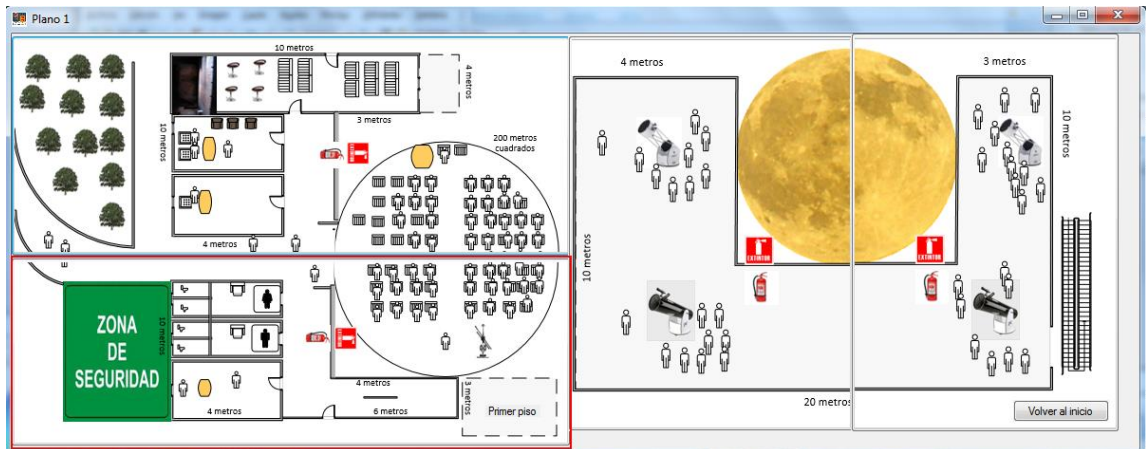 Plano 1
10 metros
4 metros
3 metros
10 metros
200 metros
cuadrados
4 metros
ZONA
DE
SEGURIDAD
10 metros
4 metros
4 metros
6 metros
3 metros
Primer piso
4 metros
3 metros
10 metros
10 metros
EXTINTOR
EXTINTOR
20 metros
Volver al inicio